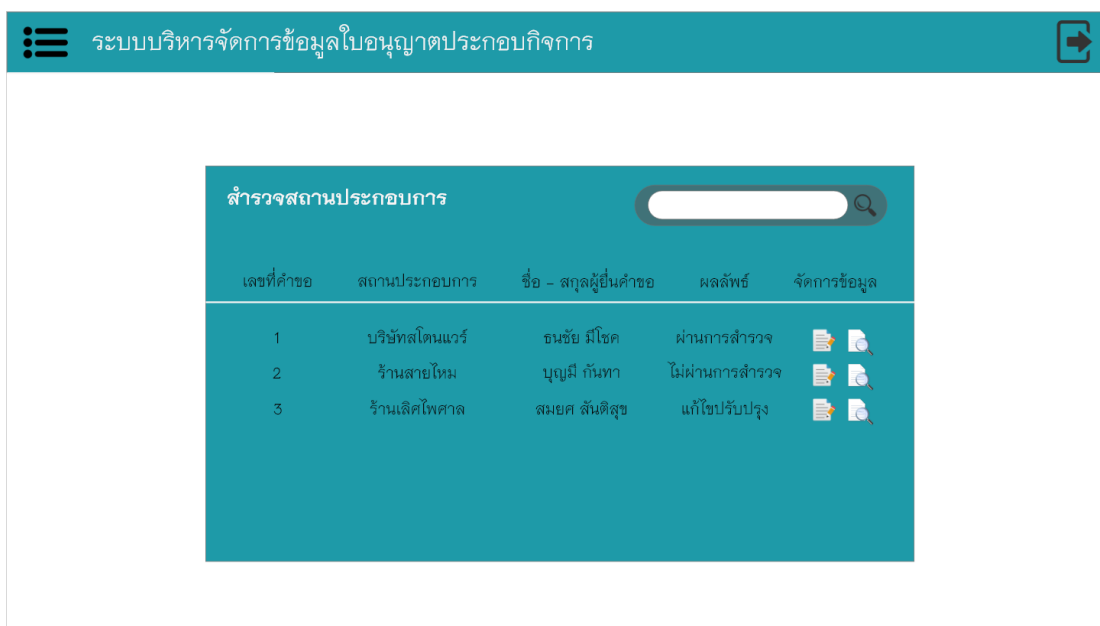 ระบบบริหารจัดการข้อมูลใบอนุญาตประกอบกิจการ
สำรวจสถานประกอบการ
เลขที่คำขอ สถานประกอบการ ชื่อ - สกุลผู้ยื่นคำขอ ผลลัพธ์ จัดการข้อมูล
1 บริษัทสโตนแวร์ ธนชัย มีโชค ผ่านการสำรวจ
2 ร้านสายไหม บุญมี กันทา ไม่ผ่านการสำรวจ
3 ร้านเลิศไพศาล สมยศ สันติสุข แก้ไขปรับปรุง